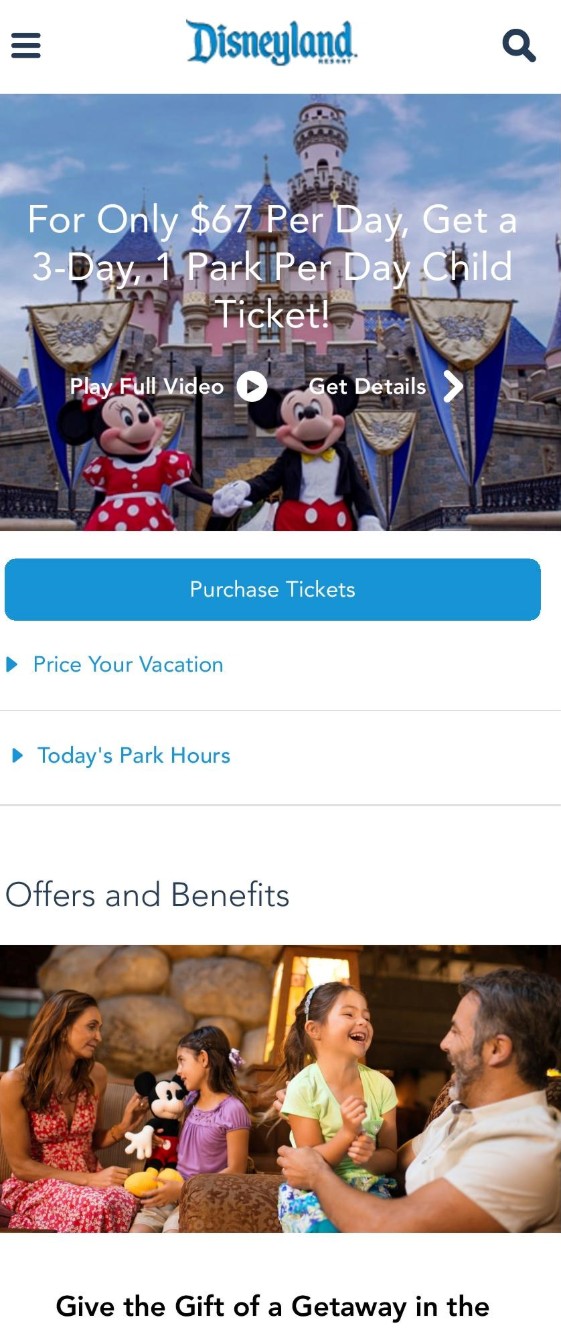 Disneyland
RESORT
For Only $67 Per Day, Get a
3-Day, 1 Park Per Day Child
Ticket!
Play Full Video
Get Details
Purchase Tickets
Price Your Vacation
Today's Park Hours
Offers and Benefits
Give the Gift of a Getaway in the